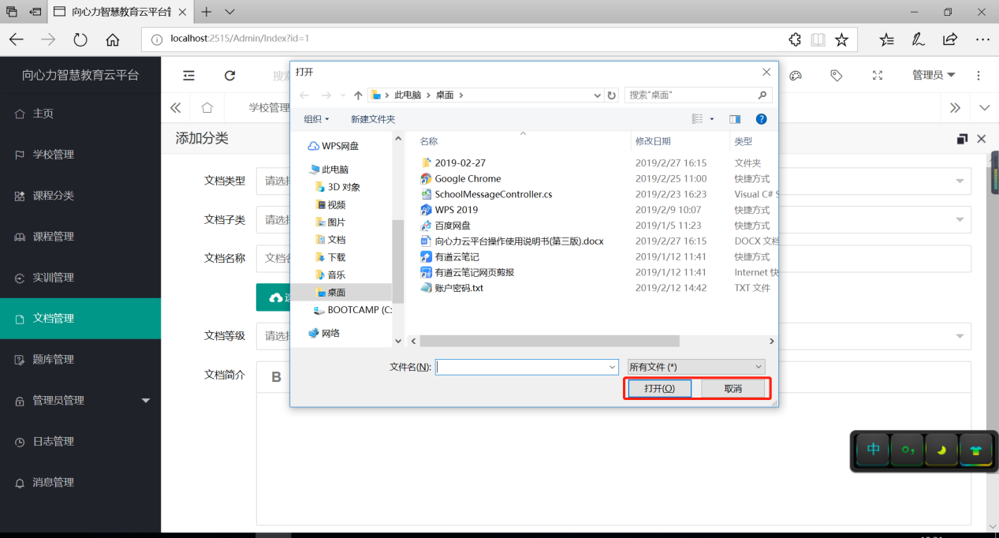 向心力智慧教育云平台
localhost:2515/Admin/Index?id=1
向心力智慧教育云平台
管理员
主页
学校管理
课程分类
课程管理
实训管理
文档管理
题库管理
管理员管理
日志管理
消息管理
学校管理
添加分类
文档类型
请选
文档子类
请选
文档名称
文档
文档等级
请选
文档简介
B
打开
此电脑 桌面
搜索"桌面"
组织 新建文件夹
WPS网盘
此电脑
3D 对象
视频
图片
文档
下载
音乐
桌面
BOOTCAMP (C:
网络
名称 修改日期 类型
2019-02-27 2019/2/27 16:15 文件夹
Google Chrome 2019/2/25 11:00 快捷方式
SchoolMessageController.cs 2019/2/23 16:23 Visual C# S
WPS 2019 2019/2/9 10:07 快捷方式
百度网盘 2019/1/5 11:23 快捷方式
向心力云平台操作使用说明书(第三版).docx 2019/2/27 16:15 DOCX 文档
有道云笔记 2019/1/12 11:41 快捷方式
有道云笔记网页剪报 2019/1/12 11:41 Internet 快
账户密码.txt 2019/2/12 14:42 TXT 文件
文件名(N):
所有文件 (*)
打开(O) 取消
中